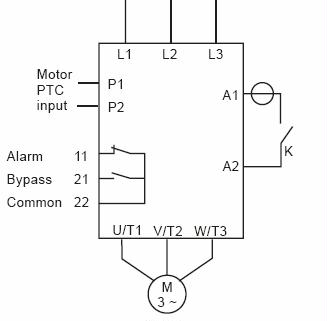 L1 L2 L3
Motor
PTC
input
P1
P2
A1
K
A2
Alarm 11
Bypass 21
Common 22
U/T1 V/T2 W/T3
M
3 ~